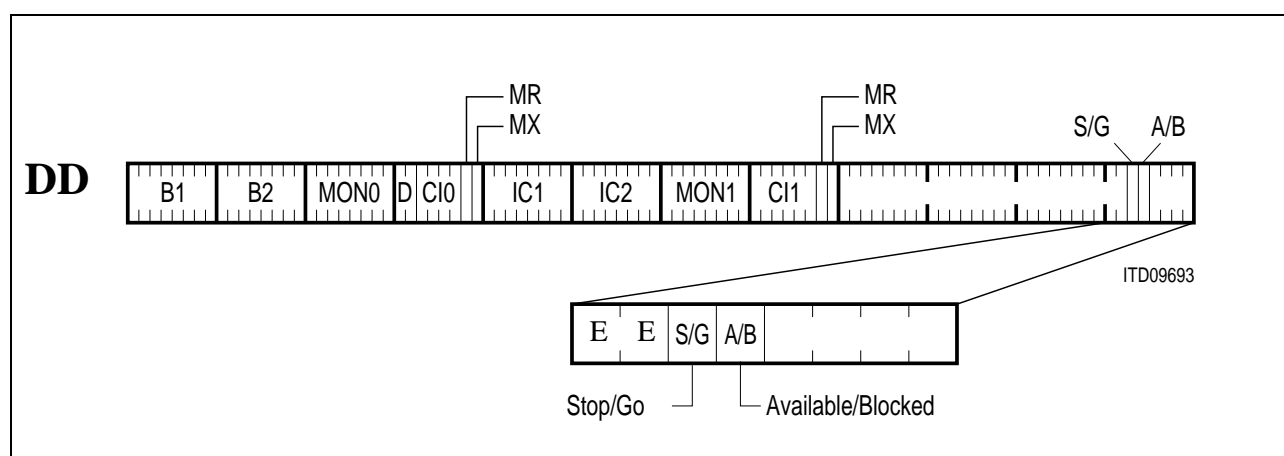 MR MR
MX MX S/G A/B
DD B1 B2 MON0 D CI0 IC1 IC2 MON1 CI1
ITD09693
E E S/G A/B
Stop/Go Available/Blocked